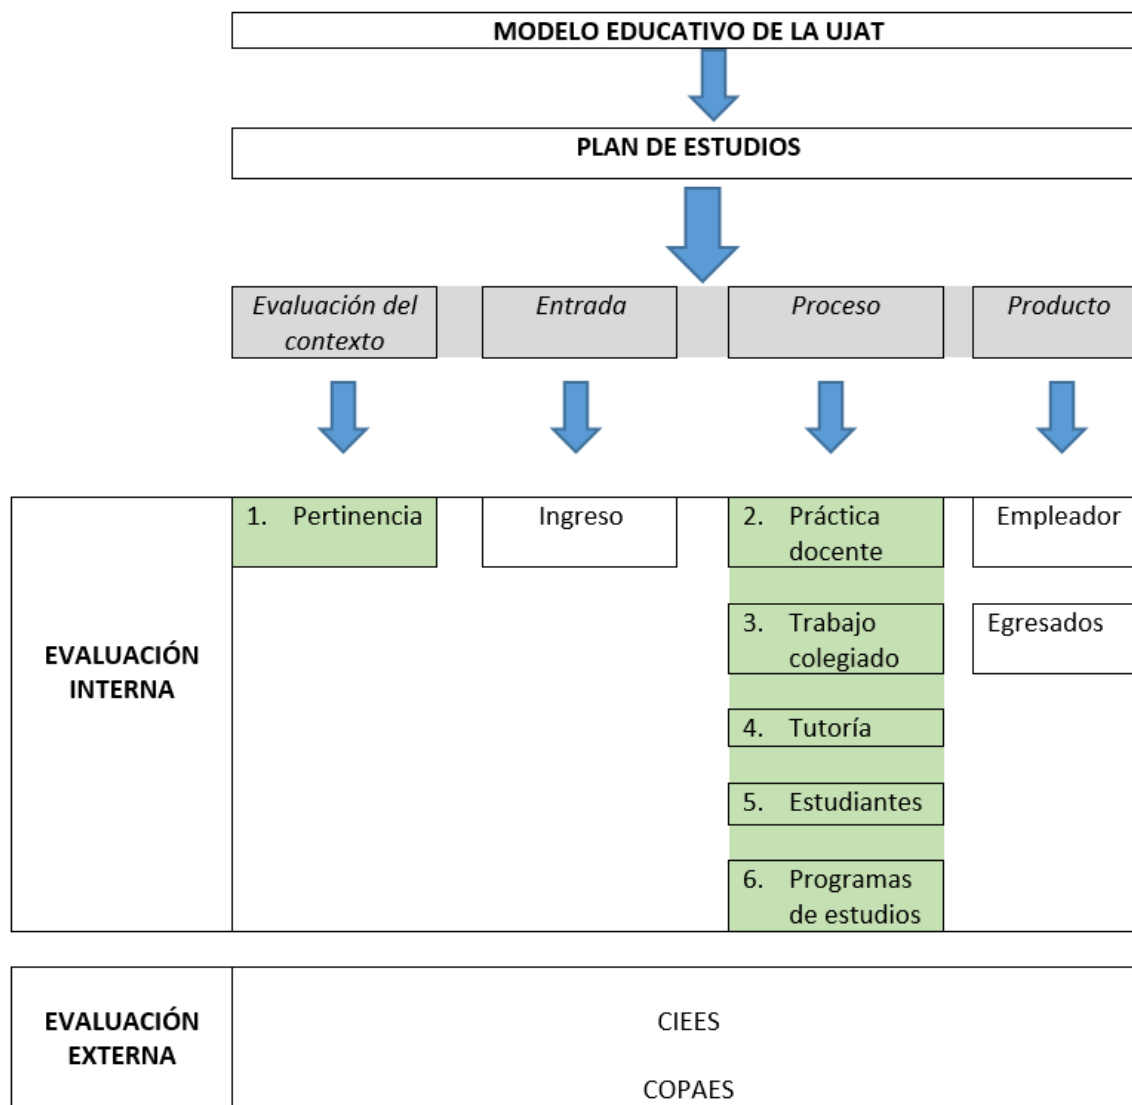 MODELO EDUCATIVO DE LA UJAT
PLAN DE ESTUDIOS
Evaluación del
contexto
Entrada
Proceso
Producto
EVALUACIÓN
INTERNA
1. Pertinencia
Ingreso
2. Práctica
docente
Empleador
3. Trabajo
colegiado
Egresados
4. Tutoría
5. Estudiantes
6. Programas
de estudios
EVALUACIÓN
EXTERNA
CIEES
COPAES